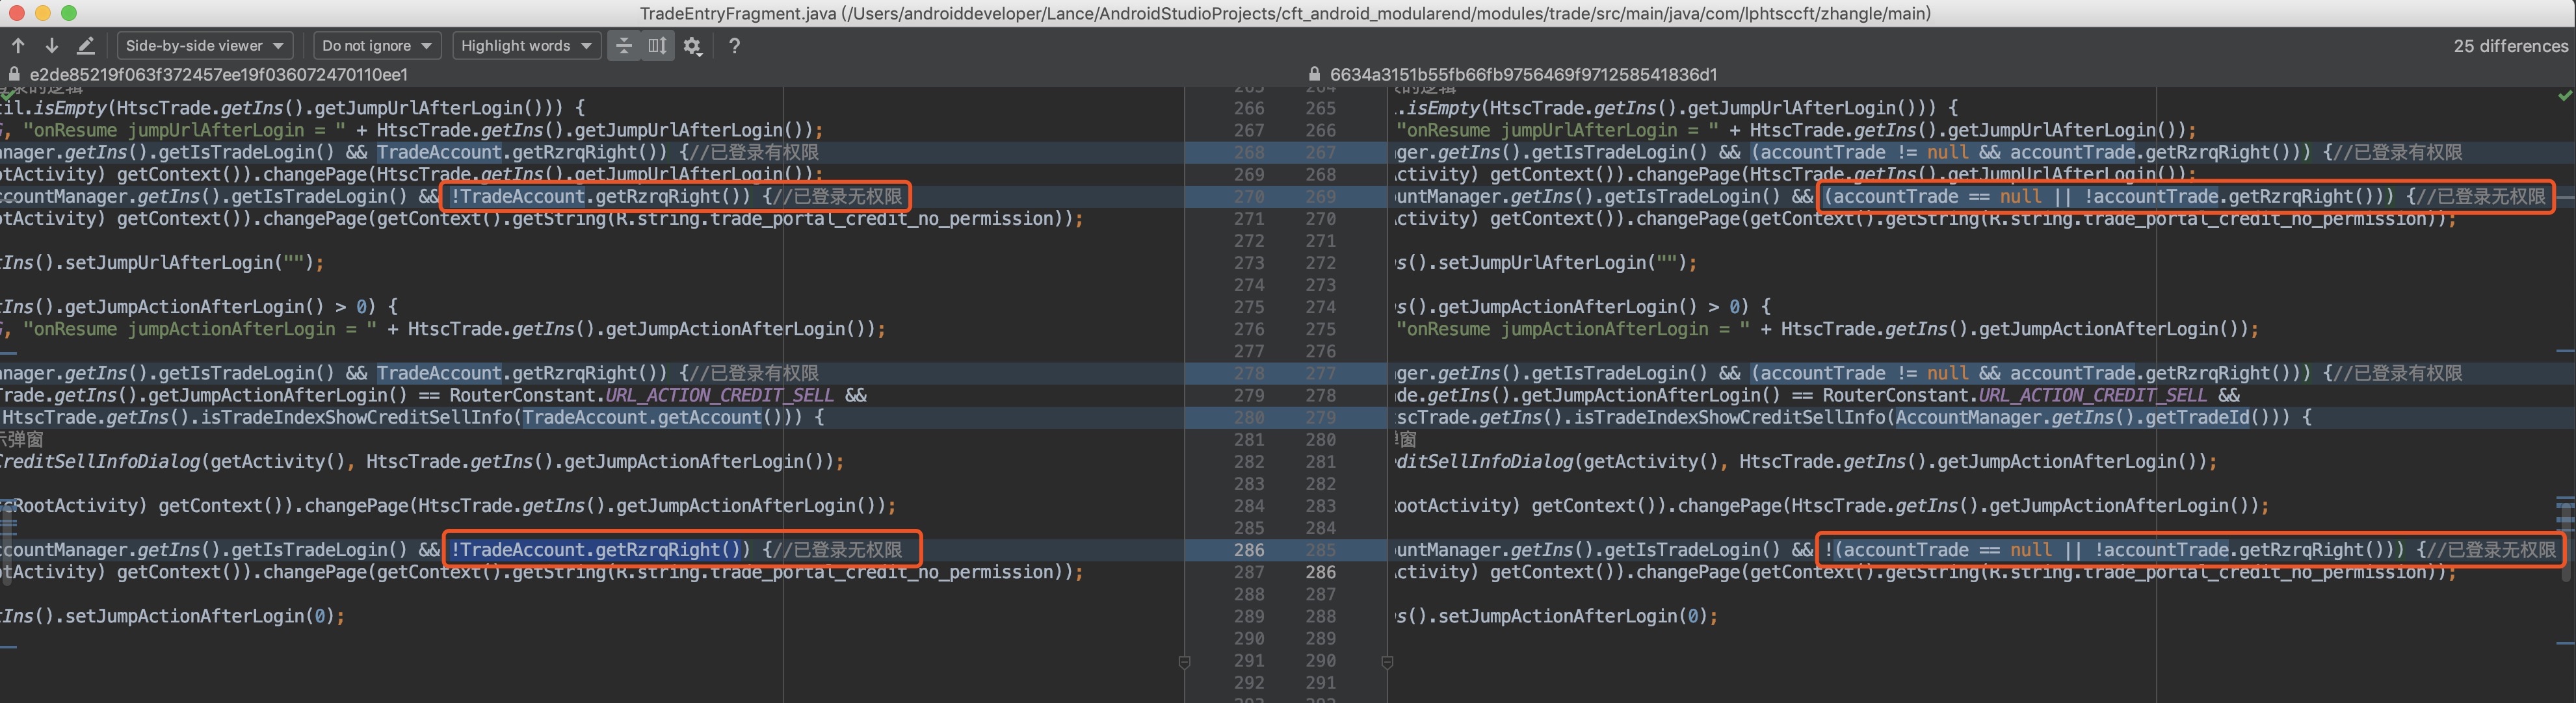 TradeEntryFragment.java (/Users/androiddeveloper/Lance/AndroidStudioProjects/cft_android_modularend/modules/trade/src/main/java/com/lphtsccft/zhangle/main)
Side-by-side viewer Do not ignore Highlight words ? 25 differences
e2de85219f063f372457ee19f036072470110ee1
til.isEmpty(HtscTrade.getIns().getJumpUrlAfterLogin())) {
, "onResume jumpUrlAfterLogin = " + HtscTrade.getIns().getJumpUrlAfterLogin());
anager.getIns().getIsTradeLogin() && TradeAccount.getRzrqRight()) {//已登录有权限
otActivity) getContext()).changePage(HtscTrade.getIns().getJumpUrlAfterLogin());
ccountManager.getIns().getIsTradeLogin() && !TradeAccount.getRzrqRight()) {//已登录无权限
otActivity) getContext()).changePage(getContext().getString(R.string.trade_portal_credit_no_permission));
tIns().setJumpUrlAfterLogin("");
tIns().getJumpActionAfterLogin() > 0) {
, "onResume jumpActionAfterLogin = " + HtscTrade.getIns().getJumpActionAfterLogin());
anager.getIns().getIsTradeLogin() && TradeAccount.getRzrqRight()) {//已登录有权限
Trade.getIns().getJumpActionAfterLogin() == RouterConstant.URL_ACTION_CREDIT_SELL &&
HtscTrade.getIns().isTradeIndexShowCreditSellInfo(TradeAccount.getAccount())) {
示弹窗
CreditSellInfoDialog(getActivity(), HtscTrade.getIns().getJumpActionAfterLogin());
cRootActivity) getContext()).changePage(HtscTrade.getIns().getJumpActionAfterLogin());
ccountManager.getIns().getIsTradeLogin() && !TradeAccount.getRzrqRight()) {//已登录无权限
otActivity) getContext()).changePage(getContext().getString(R.string.trade_portal_credit_no_permission));
tIns().setJumpActionAfterLogin(0);
266 265
267 266
268 267
269 268
270 269
271 270
272 271
273 272
274 273
275 274
276 275
277 276
278 277
279 278
280 279
281 280
282 281
283 282
284 283
285 284
286 285
287 286
288 287
289 288
290 289
291 290
292 291
6634a3151b55fb66fb9756469f971258541836d1
.isEmpty(HtscTrade.getIns().getJumpUrlAfterLogin())) {
"onResume jumpUrlAfterLogin = " + HtscTrade.getIns().getJumpUrlAfterLogin());
ger.getIns().getIsTradeLogin() && (accountTrade != null && accountTrade.getRzrqRight())) {//已登录有权限
Activity) getContext()).changePage(HtscTrade.getIns().getJumpUrlAfterLogin());
untManager.getIns().getIsTradeLogin() && (accountTrade == null || !accountTrade.getRzrqRight())) {//已登录无权限
Activity) getContext()).changePage(getContext().getString(R.string.trade_portal_credit_no_permission));
s().setJumpUrlAfterLogin("");
s().getJumpActionAfterLogin() > 0) {
"onResume jumpActionAfterLogin = " + HtscTrade.getIns().getJumpActionAfterLogin());
ger.getIns().getIsTradeLogin() && (accountTrade != null && accountTrade.getRzrqRight())) {//已登录有权限
de.getIns().getJumpActionAfterLogin() == RouterConstant.URL_ACTION_CREDIT_SELL &&
scTrade.getIns().isTradeIndexShowCreditSellInfo(AccountManager.getIns().getTradeId())) {
窗
ditSellInfoDialog(getActivity(), HtscTrade.getIns().getJumpActionAfterLogin());
ootActivity) getContext()).changePage(HtscTrade.getIns().getJumpActionAfterLogin());
untManager.getIns().getIsTradeLogin() && !(accountTrade == null || !accountTrade.getRzrqRight())) {//已登录无权限
Activity) getContext()).changePage(getContext().getString(R.string.trade_portal_credit_no_permission));
s().setJumpActionAfterLogin(0);